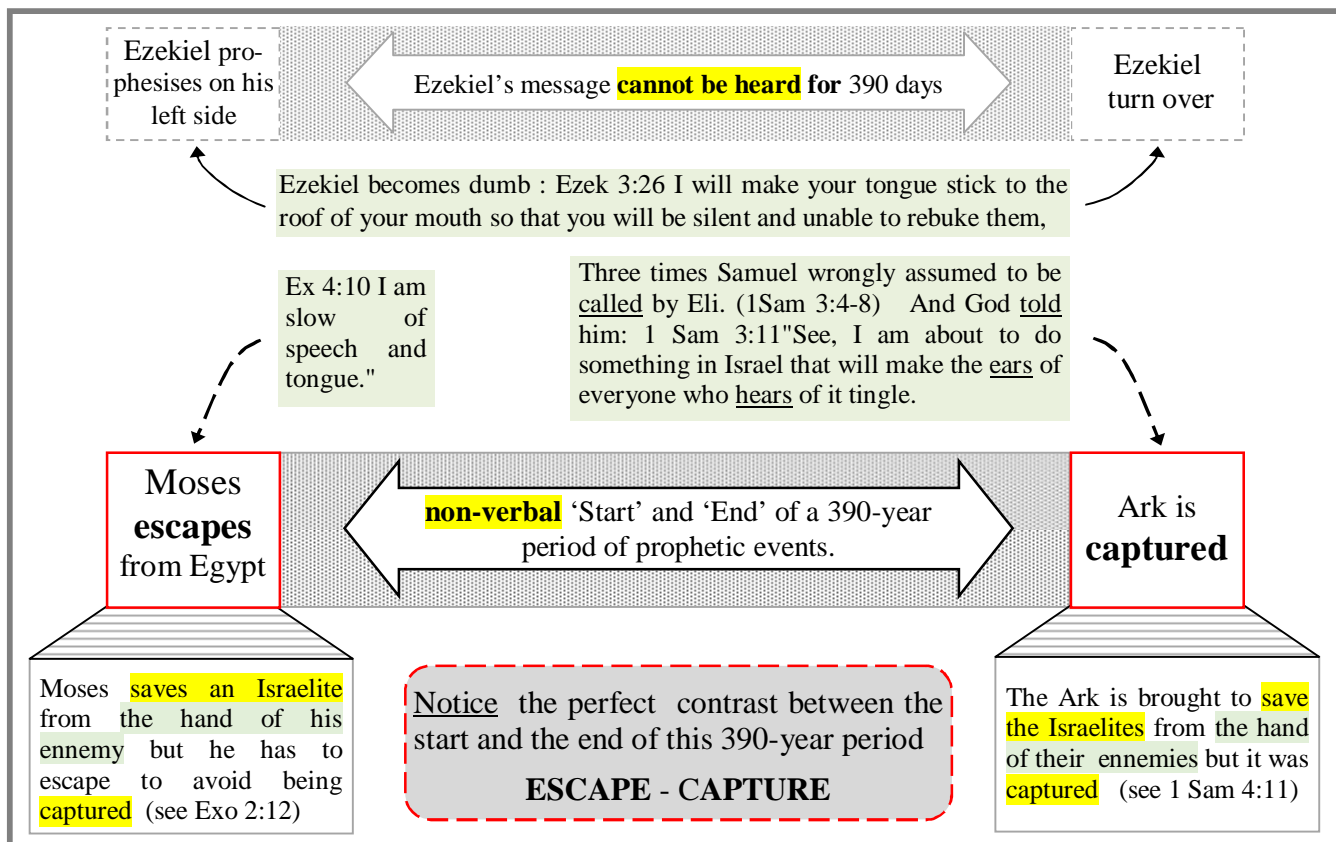 Ezekiel pro-
phesises on his
left side
Ezekiel’s message cannot be heard for 390 days
Ezekiel
turn over
Ezekiel becomes dumb : Ezek 3:26 I will make your tongue stick to the
roof of your mouth so that you will be silent and unable to rebuke them,
Ex 4:10 I am
slow of
speech and
tongue."
Three times Samuel wrongly assumed to be
called by Eli. (1Sam 3:4-8) And God told
him: 1 Sam 3:11"See, I am about to do
something in Israel that will make the ears of
everyone who hears of it tingle.
Moses
escapes
from Egypt
non-verbal ‘Start’ and ‘End’ of a 390-year
period of prophetic events.
Ark is
captured
Moses saves an Israelite
from the hand of his
ennemy but he has to
escape to avoid being
captured (see Exo 2:12)
Notice the perfect contrast between the
start and the end of this 390-year period
ESCAPE - CAPTURE
The Ark is brought to save
the Israelites from the hand
of their ennemies but it was
captured (see 1 Sam 4:11)